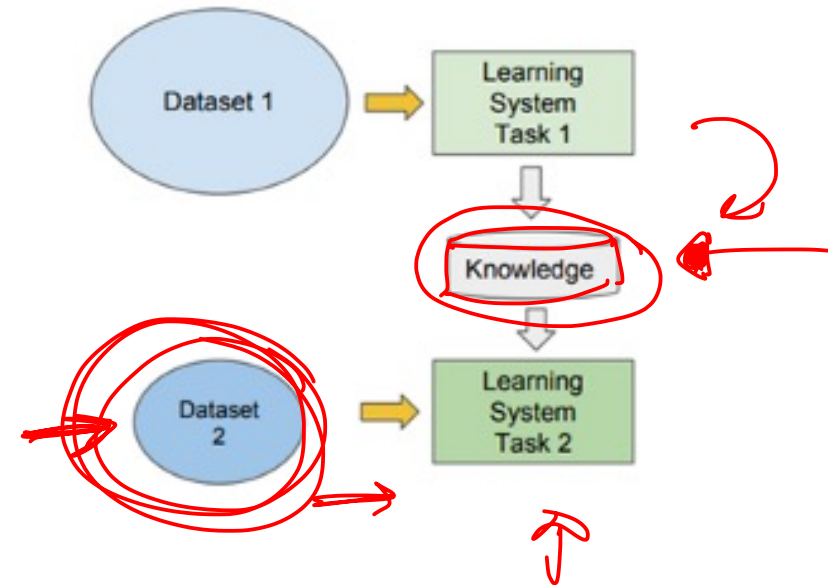 Dataset 1
Learning
System
Task 1
Knowledge
Dataset
2
Learning
System
Task 2